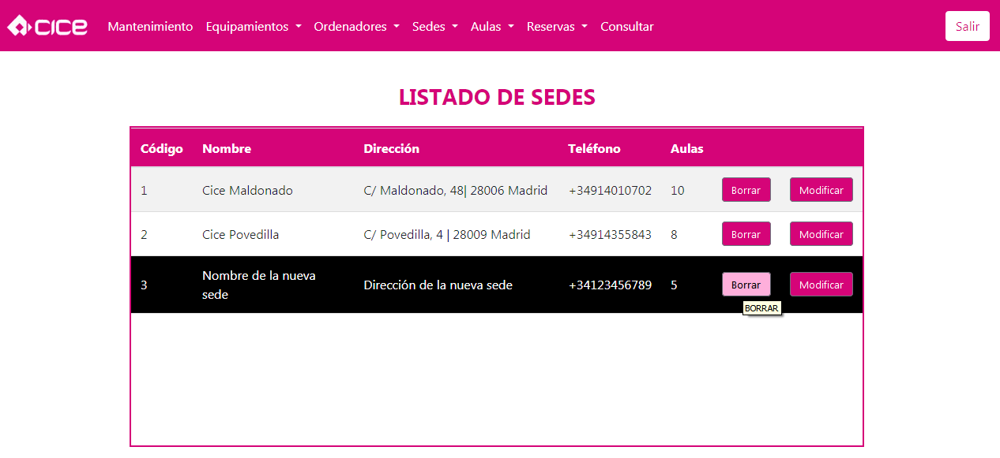 CICE Mantenimiento Equipamientos Ordenadores Sedes Aulas Reservas Consultar Salir
LISTADO DE SEDES
Código Nombre Dirección Teléfono Aulas
1 Cice Maldonado C/ Maldonado, 48| 28006 Madrid +34914010702 10 Borrar Modificar
2 Cice Povedilla C/ Povedilla, 4 | 28009 Madrid +34914355843 8 Borrar Modificar
3 Nombre de la nueva sede Dirección de la nueva sede +34123456789 5 Borrar Modificar
BORRAR